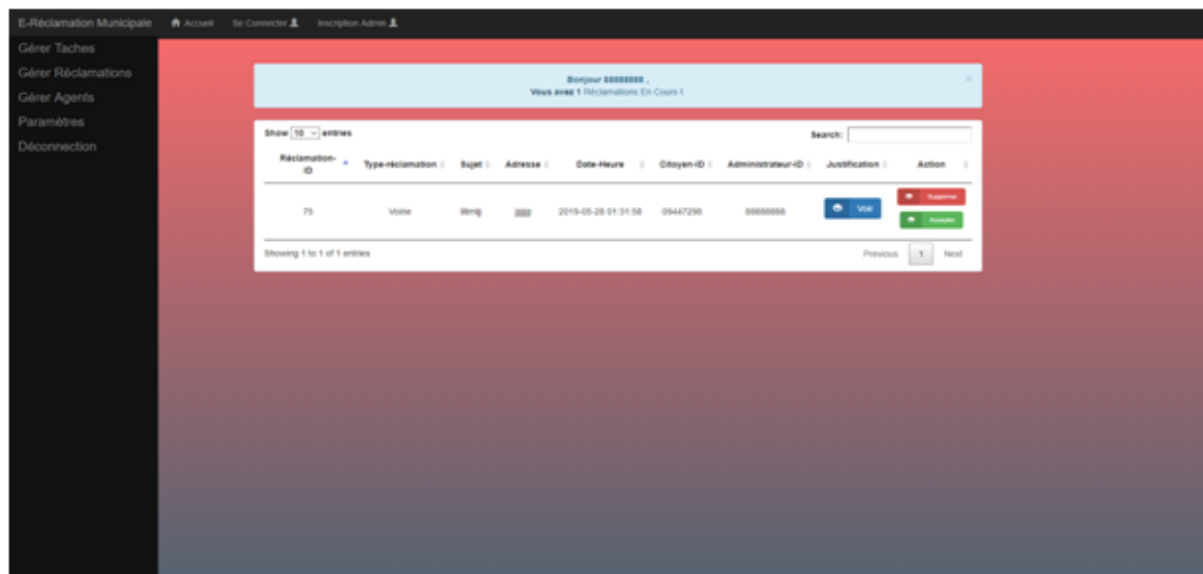 E-Réclamation Municipale Accueil Se Connecter Inscription Admin
Gérer Taches
Gérer Réclamations
Gérer Agents
Paramètres
Déconnection
Bonjour 88888888 ,
Vous avez 1 Réclamations En Cours !.
×
Show 10 entries
Search:
Réclamation-ID Type-réclamation Sujet Adresse Date-Heure Citoyen-ID Administrateur-ID Justification Action
75 Voirie 2019-05-28 01:31:58 09447298 88888888 Voir Supprimer
Accepter
Showing 1 to 1 of 1 entries
Previous 1 Next